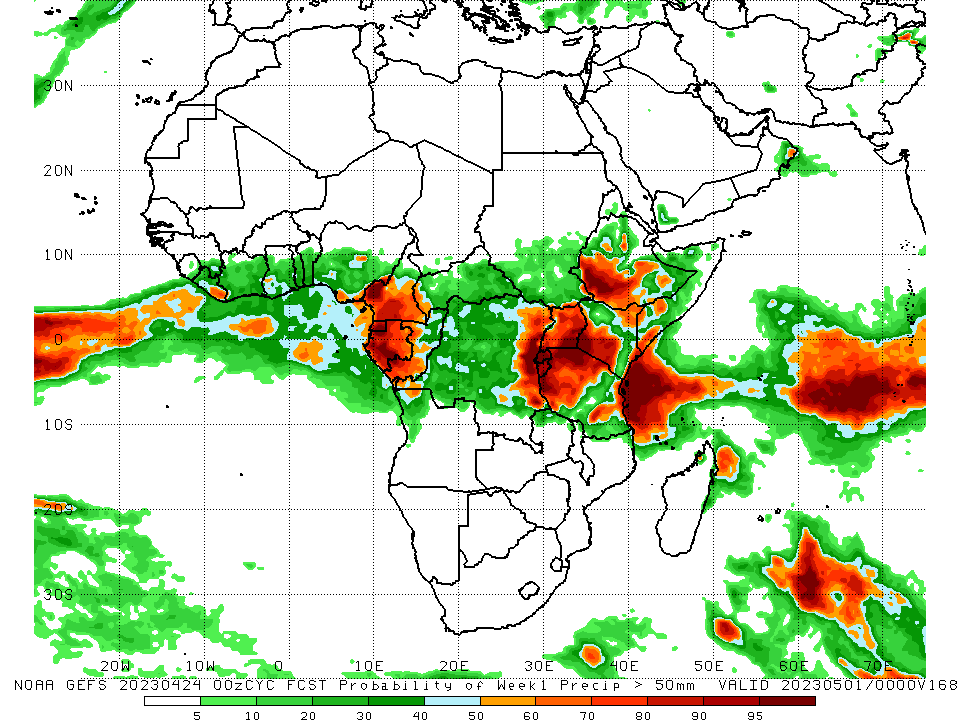 30N
20N
10N
0
10S
20S
30S
20W 10W 0 10E 20E 30E 40E 50E 60E 70E
NOAA GEFS 20230424 00zCYC FCST Probability of Week1 Precip > 50mm VALID 20230501/0000V168
5 10 20 30 40 50 60 70 80 90 95